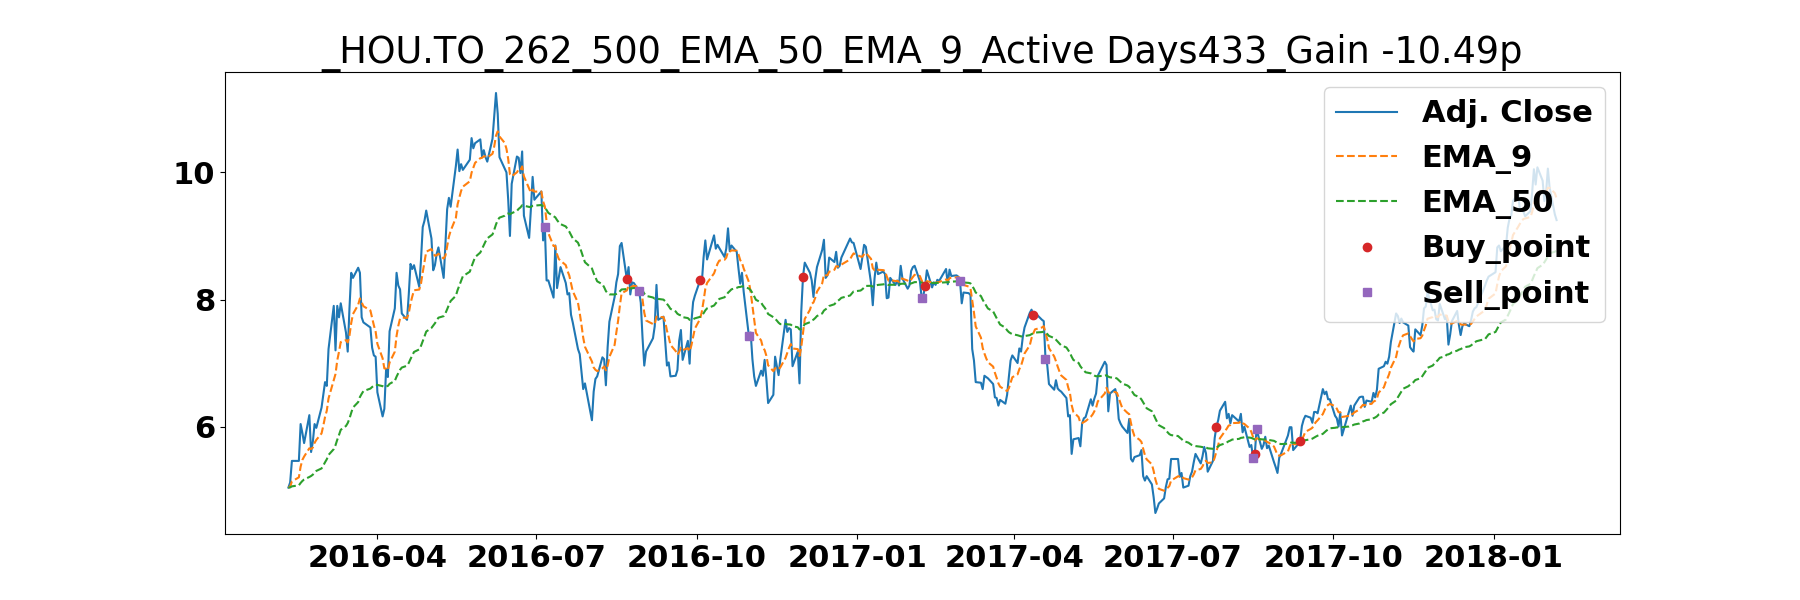 _HOU.TO_262_500_EMA_50_EMA_9_Active Days433_Gain -10.49p
Adj. Close
EMA_9
EMA_50
Buy_point
Sell_point
10
8
6
2016-04 2016-07 2016-10 2017-01 2017-04 2017-07 2017-10 2018-01